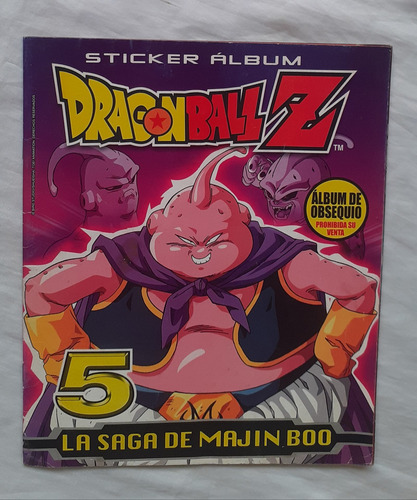 STICKER ÁLBUM
DRAGON BALL Z
TM
ÁLBUM DE
OBSEQUIO
PROHIBIDA SU
VENTA
5
LA SAGA DE MAJIN BOO